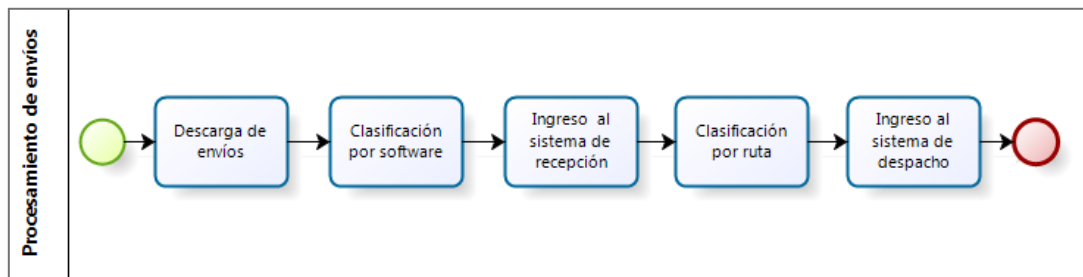 Procesamiento de envíos
Descarga de
envíos
Clasificación
por software
Ingreso al
sistema de
recepción
Clasificación
por ruta
Ingreso al
sistema de
despacho